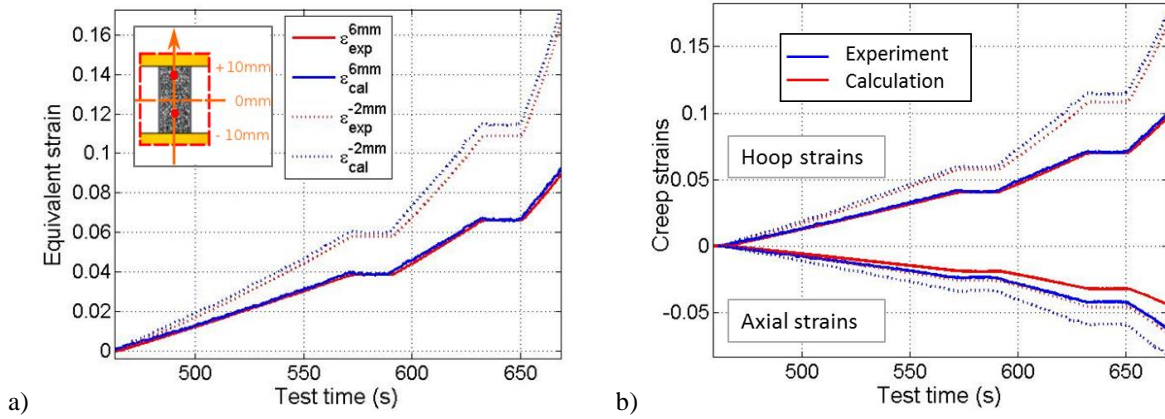 0.16
0.14
0.12
0.1
0.08
0.06
0.04
0.02
0
Equivalent strain
+10mm
0mm
- 10mm
ε 6mm exp
ε 6mm cal
ε -2mm exp
ε -2mm cal
500 550 600 650
Test time (s)
a)
0.15
0.1
0.05
0
-0.05
Creep strains
Experiment
Calculation
Hoop strains
Axial strains
500 550 600 650
Test time (s)
b)